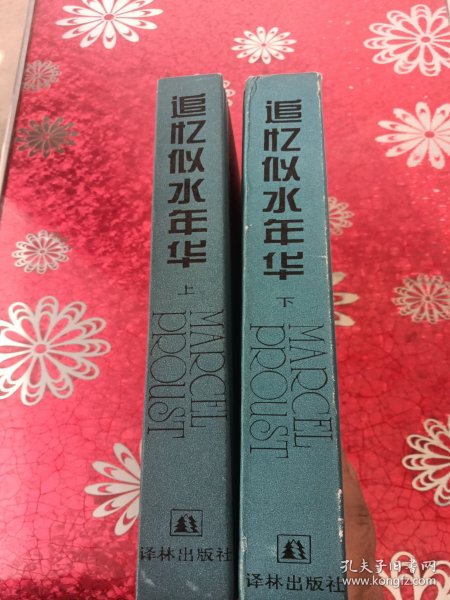 追忆似水年华
上
MARCEL
PROUST
译林出版社
追忆似水年华
下
MARCEL
PROUST
译林出版社
孔夫子旧书网
www.kongfz.com